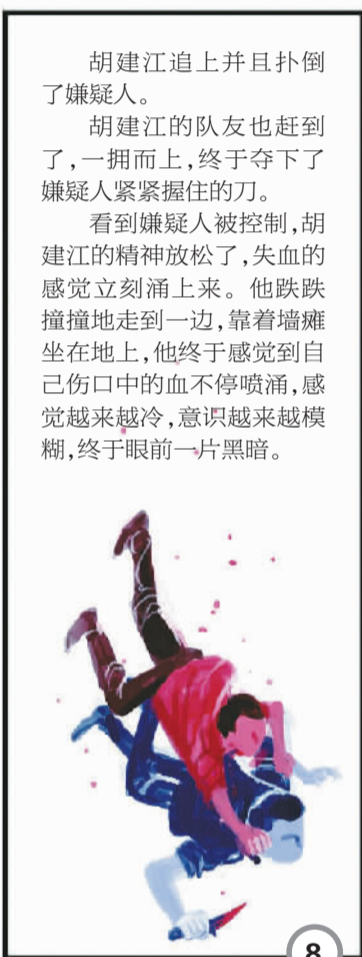 胡建江追上并且扑倒
了嫌疑人。
胡建江的队友也赶到
了,一拥而上,终于夺下了
嫌疑人紧紧握住的刀。
看到嫌疑人被控制,胡
建江的精神放松了,失血的
感觉立刻涌上来。他跌跌
撞撞地走到一边,靠着墙瘫
坐在地上,他终于感觉到自
己伤口中的血不停喷涌,感
觉越来越冷,意识越来越模
糊,终于眼前一片黑暗。
8